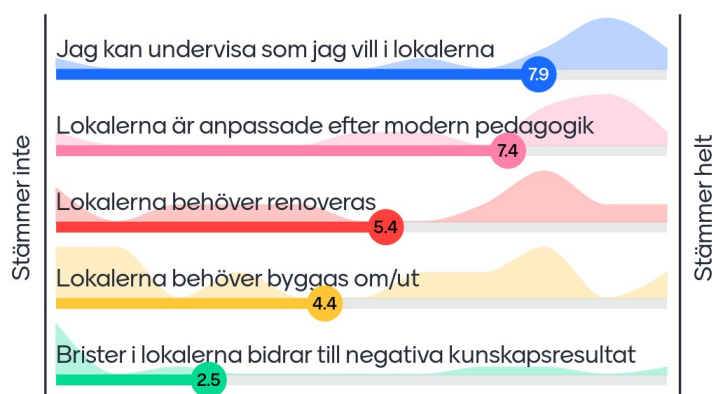 Jag kan undervisa som jag vill i lokalerna
7.9
Lokalerna är anpassade efter modern pedagogik
7.4
Lokalerna behöver renoveras
5.4
Lokalerna behöver byggas om/ut
4.4
Brister i lokalerna bidrar till negativa kunskapsresultat
2.5
Stämmer inte
Stämmer helt